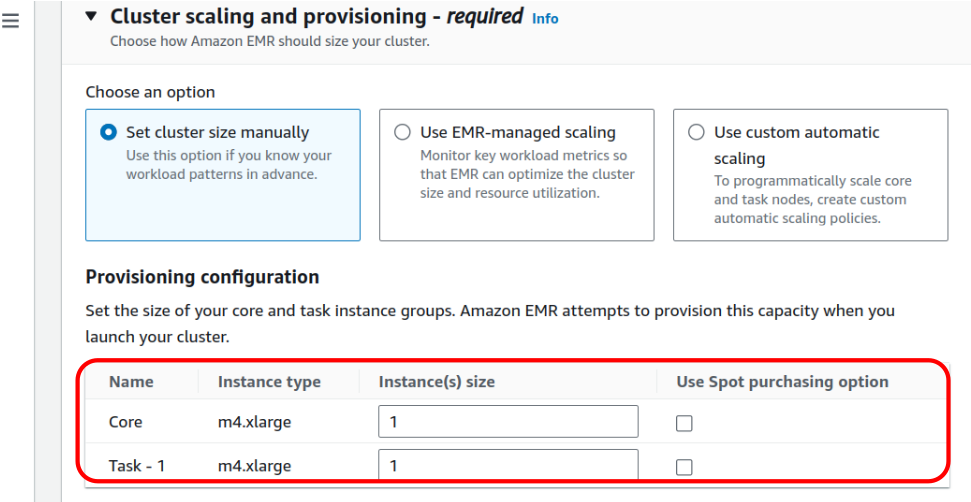 Cluster scaling and provisioning - required Info
Choose how Amazon EMR should size your cluster.
Choose an option
Set cluster size manually
Use this option if you know your
workload patterns in advance.
Use EMR-managed scaling
Monitor key workload metrics so
that EMR can optimize the cluster
size and resource utilization.
Use custom automatic
scaling
To programmatically scale core
and task nodes, create custom
automatic scaling policies.
Provisioning configuration
Set the size of your core and task instance groups. Amazon EMR attempts to provision this capacity when you
launch your cluster.
Name Instance type Instance(s) size Use Spot purchasing option
Core m4.xlarge 1
Task - 1 m4.xlarge 1